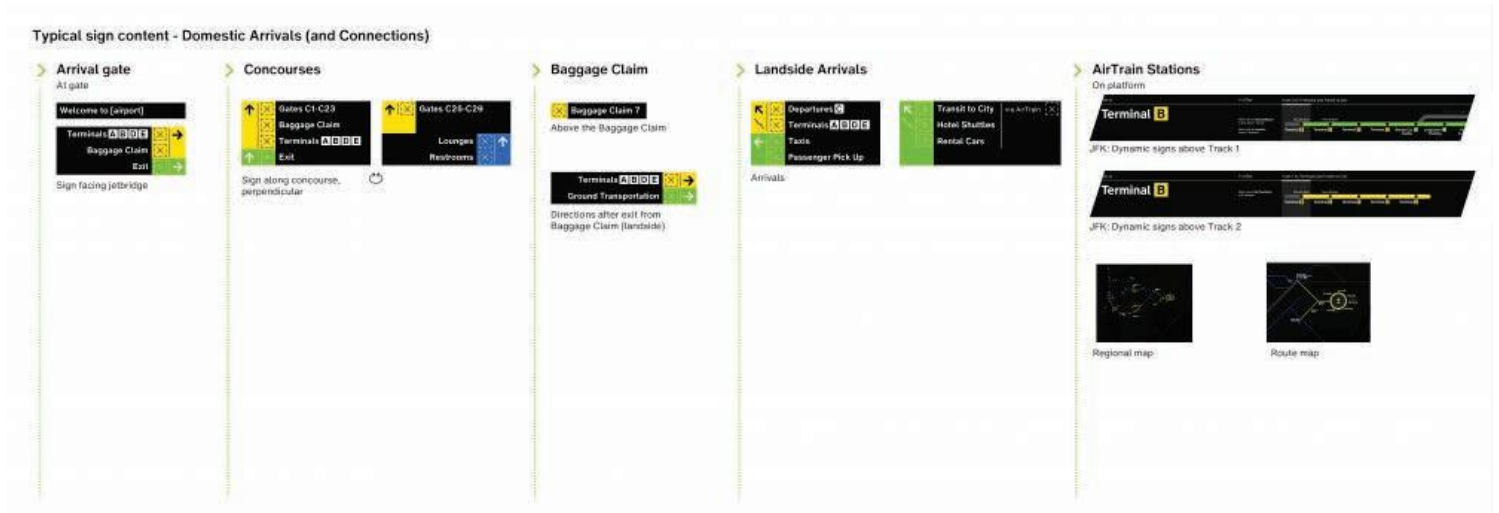 Typical sign content - Domestic Arrivals (and Connections)
Arrival gate
At gate
Welcome to [airport]
Terminals A B D E
Baggage Claim
Exit
Sign facing jetbridge
Concourses
Gates C1-C23
Baggage Claim
Terminals A B D E
Exit
Gates C25-C29
Lounges
Restrooms
Sign along concourse,
perpendicular
Baggage Claim
Baggage Claim 7
Above the Baggage Claim
Terminals A B D E
Ground Transportation
Directions after exit from
Baggage Claim (landside)
Landside Arrivals
Departures C
Terminals A B D E
Taxis
Passenger Pick Up
Arrivals
Transit to City
via AirTrain
Hotel Shuttles
Rental Cars
AirTrain Stations
On platform
Terminal B
JFK: Dynamic signs above Track 1
Terminal B
JFK: Dynamic signs above Track 2
Regional map
Route map